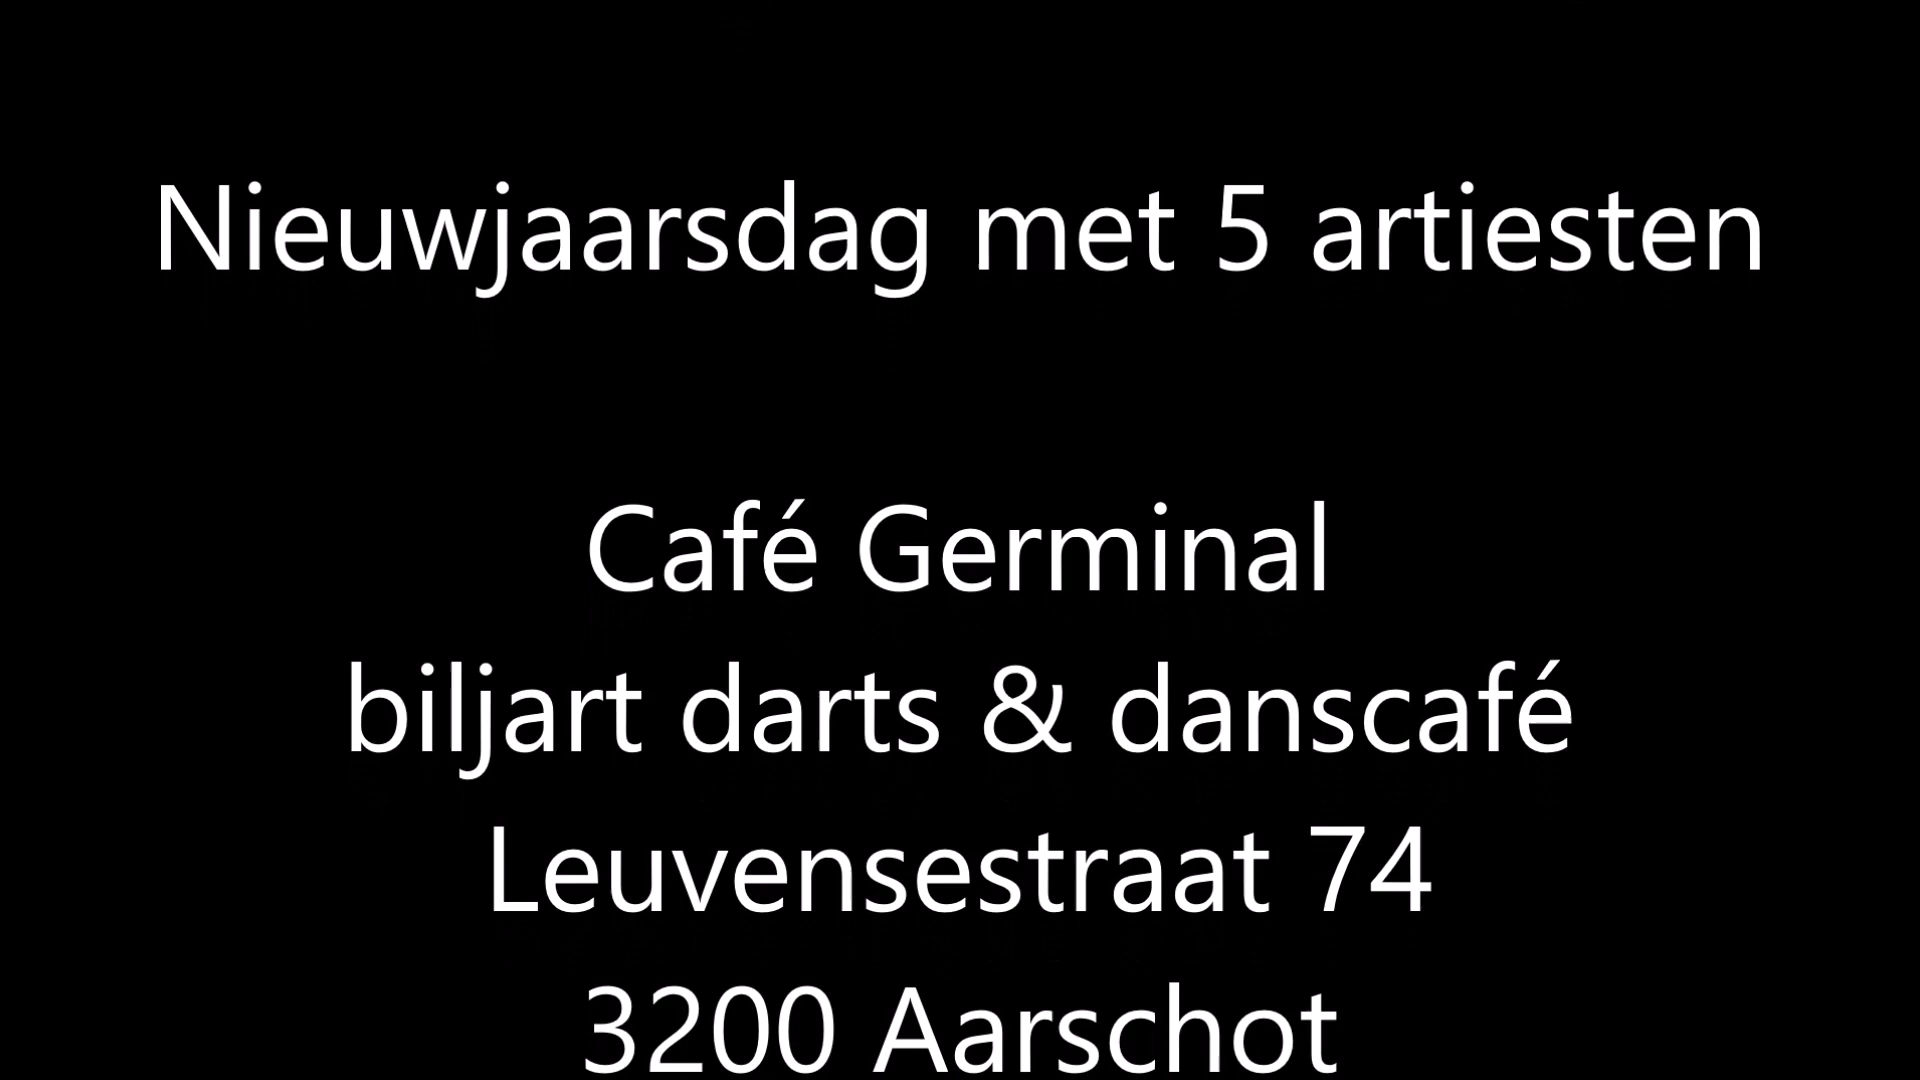 Nieuwjaarsdag met 5 artiesten
Café Germinal
biljart darts & danscafé
Leuvensestraat 74
3200 Aarschot